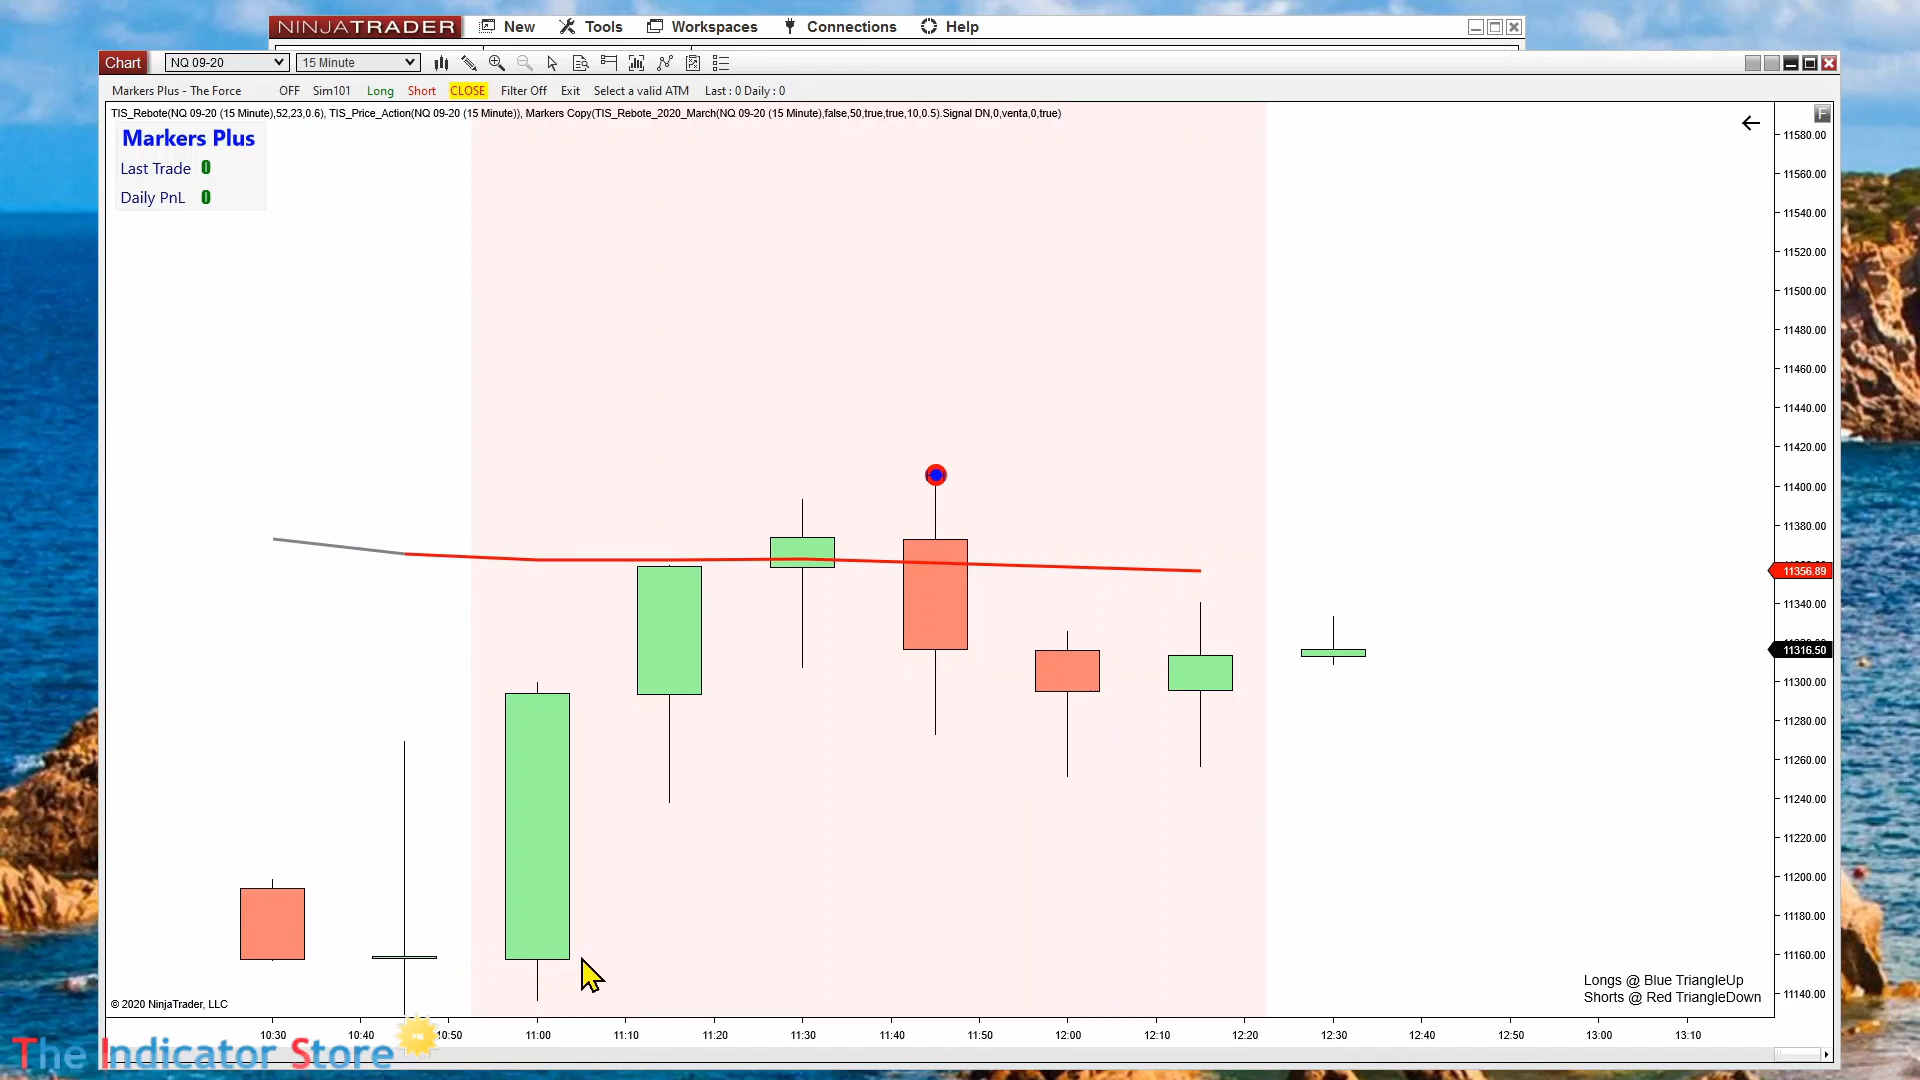 NINJATRADER New Tools Workspaces Connections Help
Chart NQ 09-20 15 Minute
Markers Plus - The Force OFF Sim101 Long Short CLOSE Filter Off Exit Select a valid ATM Last : 0 Daily : 0
TIS_Rebote(NQ 09-20 (15 Minute),52,23,0.6), TIS_Price_Action(NQ 09-20 (15 Minute)), Markers Copy(TIS_Rebote_2020_March(NQ 09-20 (15 Minute),false,50,true,true,10,0.5).Signal DN,0,venta,0,true)
F
Markers Plus
Last Trade 0
Daily PnL 0
11580.00
11560.00
11540.00
11520.00
11500.00
11480.00
11460.00
11440.00
11420.00
11400.00
11380.00
11356.89
11340.00
11316.50
11300.00
11280.00
11260.00
11240.00
11220.00
11200.00
11180.00
11160.00
11140.00
Longs @ Blue TriangleUp
Shorts @ Red TriangleDown
© 2020 NinjaTrader, LLC
10:30 10:40 10:50 11:00 11:10 11:20 11:30 11:40 11:50 12:00 12:10 12:20 12:30 12:40 12:50 13:00 13:10
The Indicator Store